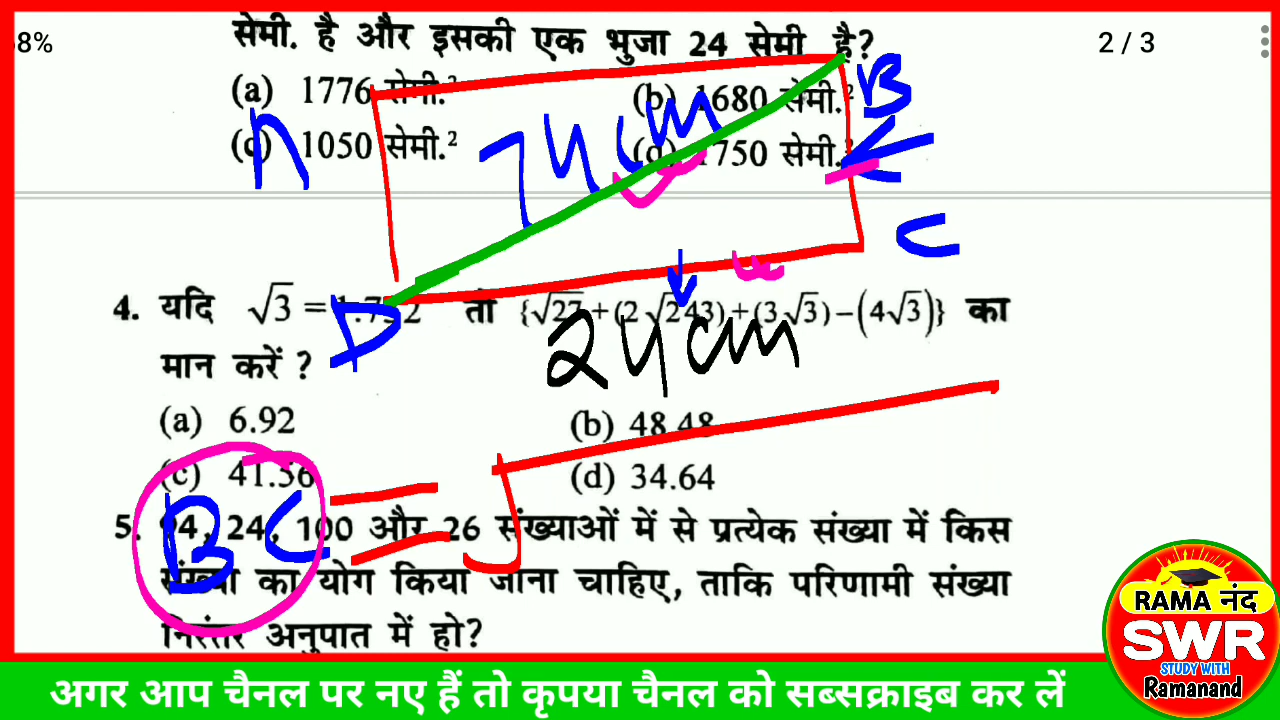 8%
सेमी. है और इसकी एक भुजा 24 सेमी है?
2 / 3
(a) 1776 सेमी.²
(b) 1680 सेमी.²
B
A
74cm
(c) 1050 सेमी.²
(d) 1750 सेमी.²
C
4. यदि √3 = 1.732 तो {√27 + (2√243) + (3√3) − (4√3)} का
D
24cm
मान करें ?
(a) 6.92
(b) 48.48
(c) 41.56
(d) 34.64
BC = √
5. 94, 24, 100 और 26 संख्याओं में से प्रत्येक संख्या में किस
संख्या का योग किया जाना चाहिए, ताकि परिणामी संख्या
निरंतर अनुपात में हो?
RAMA नंद
SWR
STUDY WITH
Ramanand
अगर आप चैनल पर नए हैं तो कृपया चैनल को सब्सक्राइब कर लें